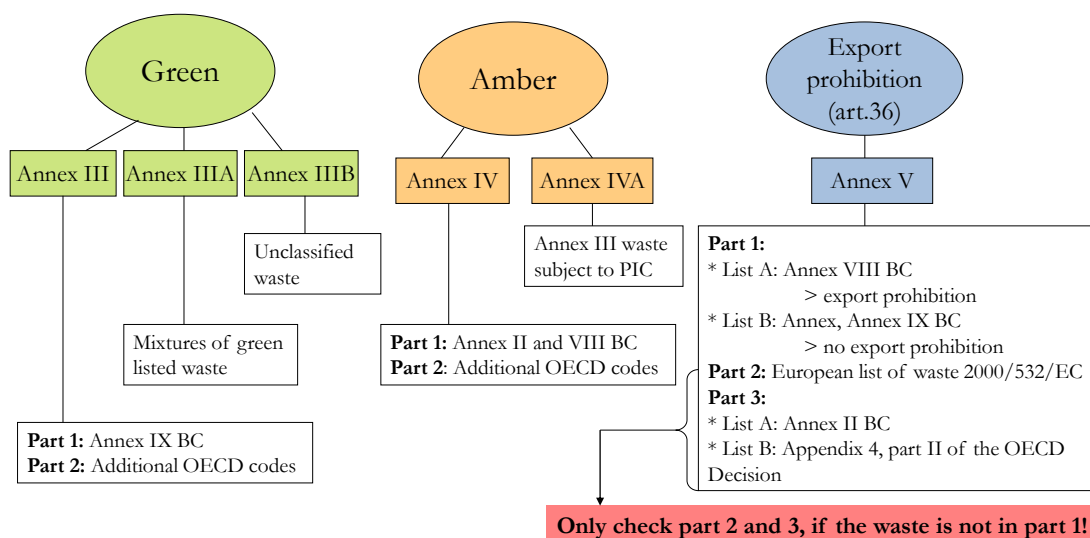 Green
Amber
Export
prohibition
(art.36)
Annex III
Annex IIIA
Annex IIIB
Annex IV
Annex IVA
Annex V
Unclassified
waste
Mixtures of green
listed waste
Part 1: Annex IX BC
Part 2: Additional OECD codes
Annex III waste
subject to PIC
Part 1: Annex II and VIII BC
Part 2: Additional OECD codes
Part 1:
* List A: Annex VIII BC
> export prohibition
* List B: Annex, Annex IX BC
> no export prohibition
Part 2: European list of waste 2000/532/EC
Part 3:
* List A: Annex II BC
* List B: Appendix 4, part II of the OECD
Decision
Only check part 2 and 3, if the waste is not in part 1!